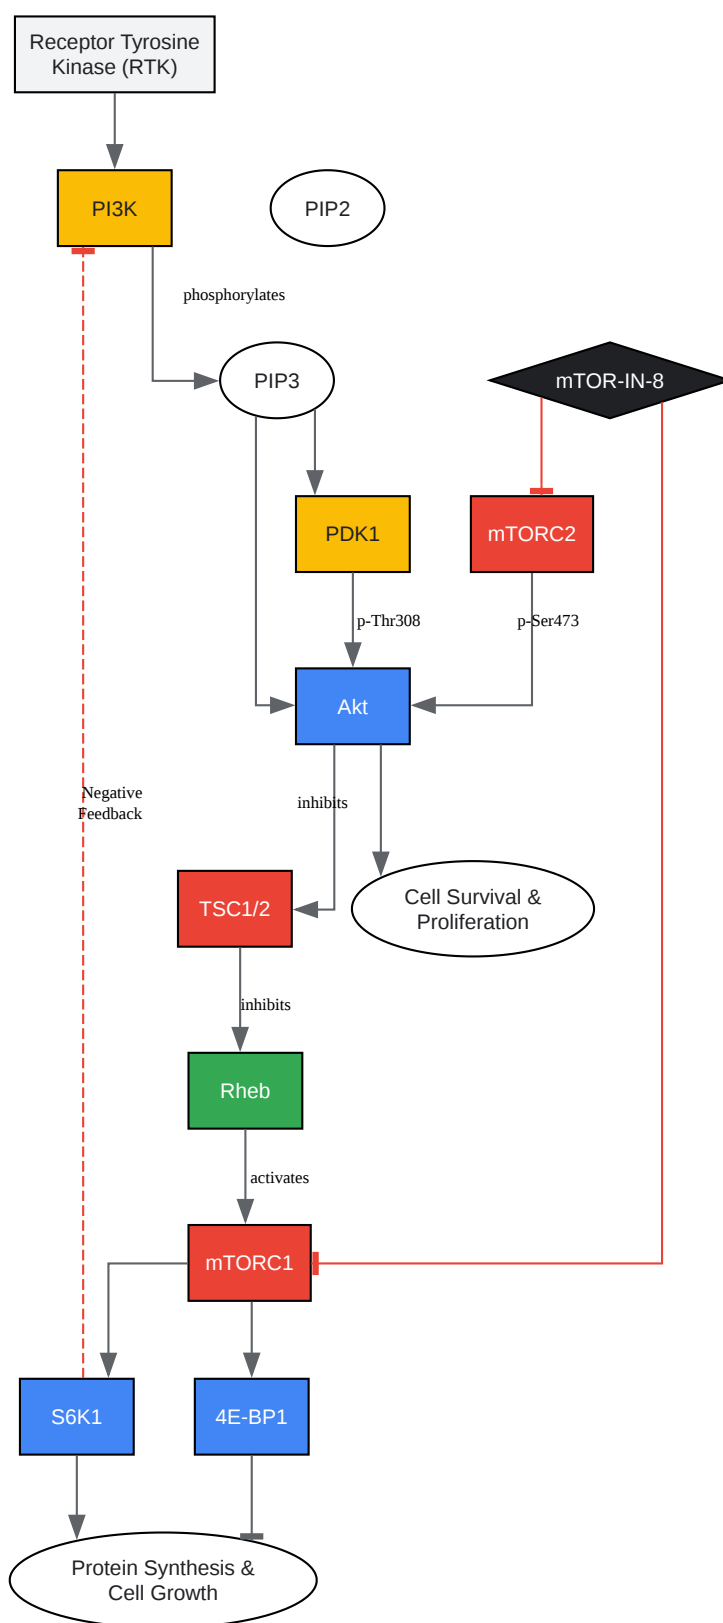 Receptor Tyrosine
Kinase (RTK)
PI3K
PIP2
phosphorylates
PIP3
mTOR-IN-8
PDK1
mTORC2
p-Thr308
p-Ser473
Akt
Negative
Feedback
inhibits
TSC1/2
Cell Survival &
Proliferation
inhibits
Rheb
activates
mTORC1
S6K1
4E-BP1
Protein Synthesis &
Cell Growth